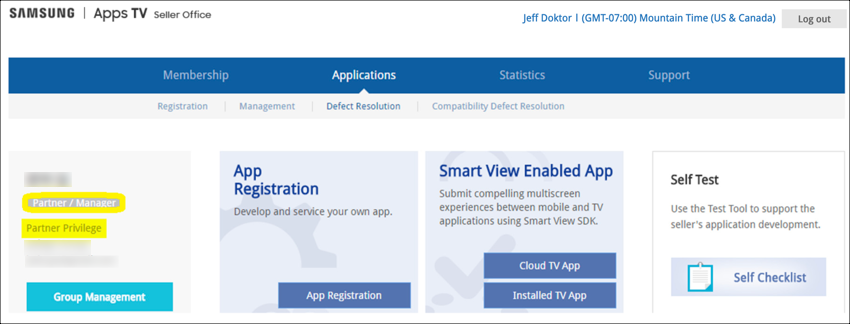 SAMSUNG | Apps TV Seller Office
Jeff Doktor | (GMT-07:00) Mountain Time (US & Canada)
Log out
Membership
Applications
Statistics
Support
Registration | Management | Defect Resolution | Compatibility Defect Resolution
Partner / Manager
Partner Privilege
Group Management
App
Registration
Develop and service your own app.
App Registration
Smart View Enabled App
Submit compelling multiscreen
experiences between mobile and TV
applications using Smart View SDK.
Cloud TV App
Installed TV App
Self Test
Use the Test Tool to support the
seller's application development.
Self Checklist